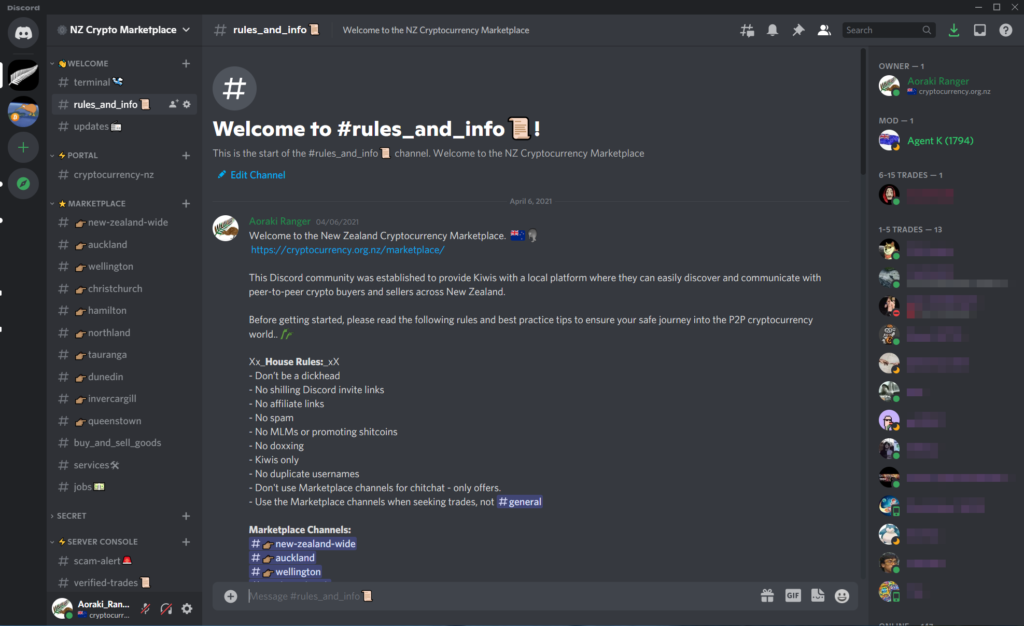 Discord
NZ Crypto Marketplace
WELCOME
terminal
rules_and_info
updates
PORTAL
cryptocurrency-nz
MARKETPLACE
new-zealand-wide
auckland
wellington
christchurch
hamilton
northland
tauranga
dunedin
invercargill
queenstown
buy_and_sell_goods
services
jobs
SECRET
SERVER CONSOLE
scam-alert
verified-trades
Aoraki_Ran...
cryptocurr...
# rules_and_info
Welcome to the NZ Cryptocurrency Marketplace
Search
#
Welcome to #rules_and_info !
This is the start of the #rules_and_info channel. Welcome to the NZ Cryptocurrency Marketplace
Edit Channel
April 6, 2021
Aoraki Ranger 04/06/2021
Welcome to the New Zealand Cryptocurrency Marketplace.
https://cryptocurrency.org.nz/marketplace/
This Discord community was established to provide Kiwis with a local platform where they can easily discover and communicate with
peer-to-peer crypto buyers and sellers across New Zealand.
Before getting started, please read the following rules and best practice tips to ensure your safe journey into the P2P cryptocurrency
world..
Xx_House Rules:_xX
- Don't be a dickhead
- No shilling Discord invite links
- No affiliate links
- No spam
- No MLMs or promoting shitcoins
- No doxxing
- Kiwis only
- No duplicate usernames
- Don't use Marketplace channels for chitchat - only offers.
- Use the Marketplace channels when seeking trades, not # general
Marketplace Channels:
# new-zealand-wide
# auckland
# wellington
Message #rules_and_info
GIF
OWNER — 1
Aoraki Ranger
cryptocurrency.org.nz
MOD — 1
Agent K (1794)
6-15 TRADES — 1
1-5 TRADES — 13